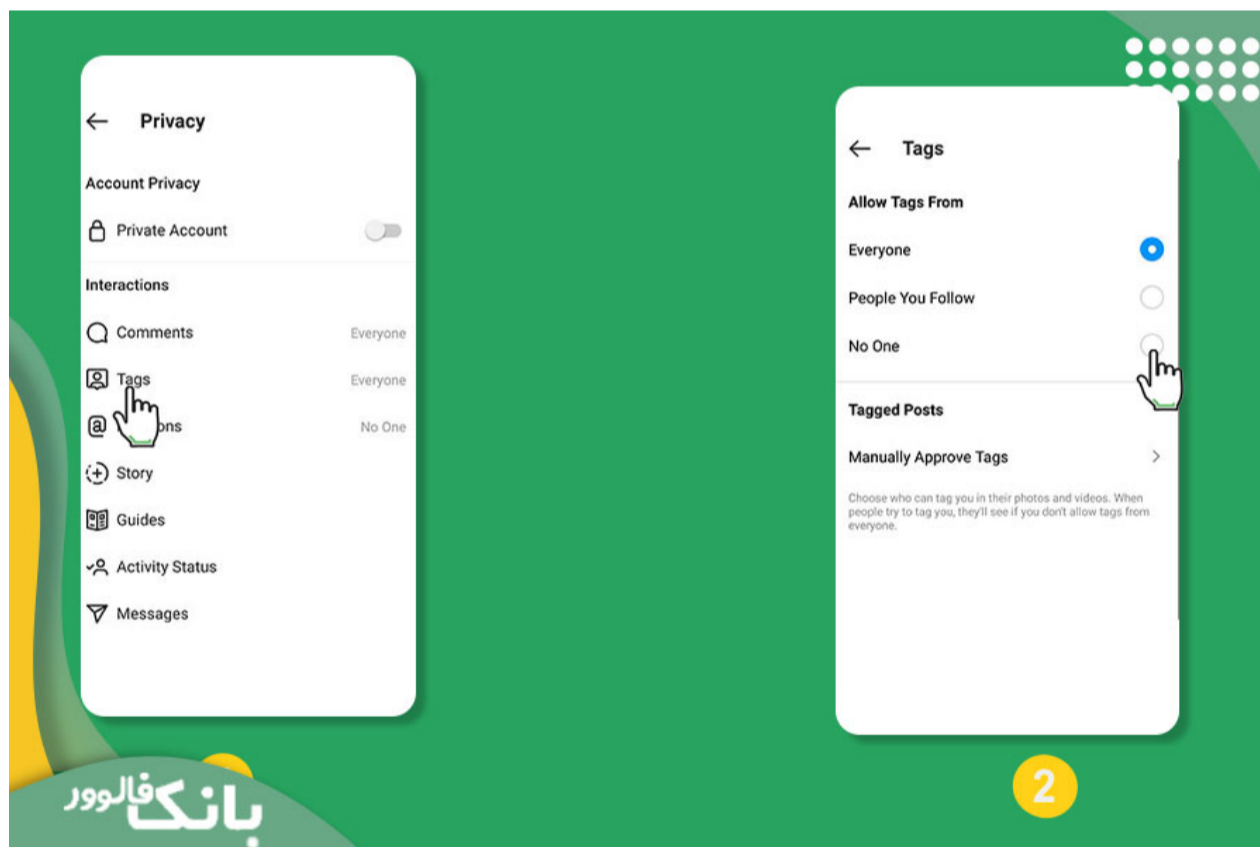 Privacy
Account Privacy
Private Account
Interactions
Comments Everyone
Tags Everyone
No One
Story
Guides
Activity Status
Messages
Tags
Allow Tags From
Everyone
People You Follow
No One
Tagged Posts
Manually Approve Tags
Choose who can tag you in their photos and videos. When
people try to tag you, they'll see if you don't allow tags from
everyone.
2
بانک فالوور